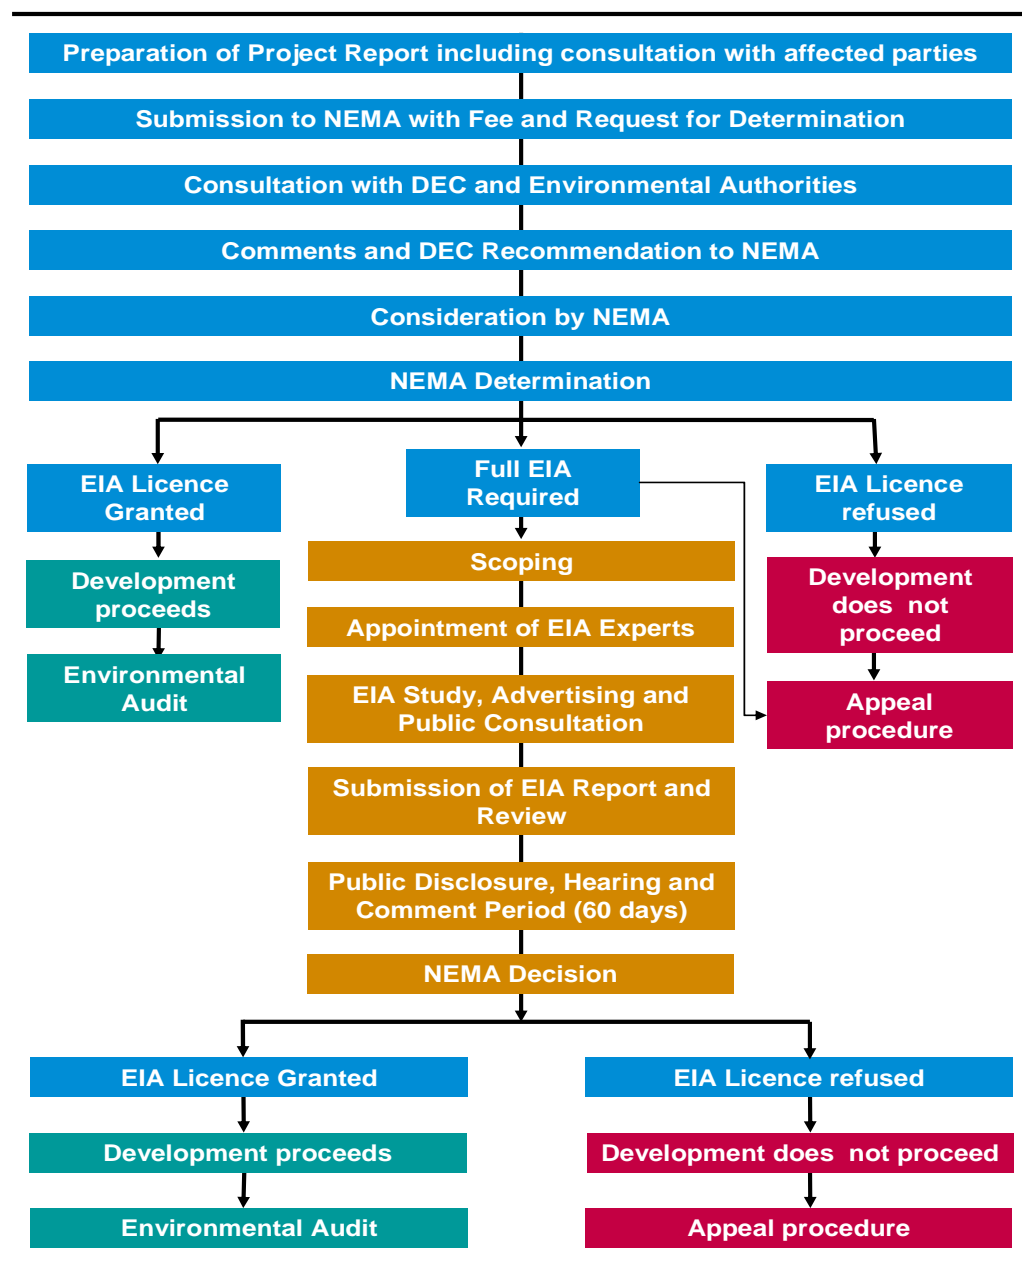 Preparation of Project Report including consultation with affected parties
Submission to NEMA with Fee and Request for Determination
Consultation with DEC and Environmental Authorities
Comments and DEC Recommendation to NEMA
Consideration by NEMA
NEMA Determination
EIA Licence
Granted
Development
proceeds
Environmental
Audit
Full EIA
Required
Scoping
Appointment of EIA Experts
EIA Study, Advertising and
Public Consultation
Submission of EIA Report and
Review
Public Disclosure, Hearing and
Comment Period (60 days)
NEMA Decision
EIA Licence
refused
Development
does not
proceed
Appeal
procedure
EIA Licence Granted
Development proceeds
Environmental Audit
EIA Licence refused
Development does not proceed
Appeal procedure